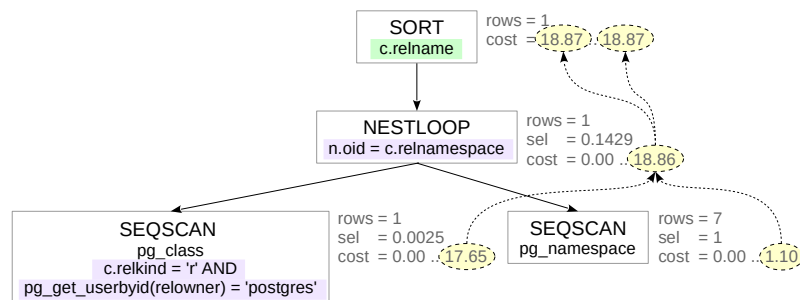 SORT
c.relname
rows = 1
cost = 18.87 .. 18.87
NESTLOOP
n.oid = c.relnamespace
rows = 1
sel = 0.1429
cost = 0.00 .. 18.86
SEQSCAN
pg_class
c.relkind = 'r' AND
pg_get_userbyid(relowner) = 'postgres'
rows = 1
sel = 0.0025
cost = 0.00 .. 17.65
SEQSCAN
pg_namespace
rows = 7
sel = 1
cost = 0.00 .. 1.10